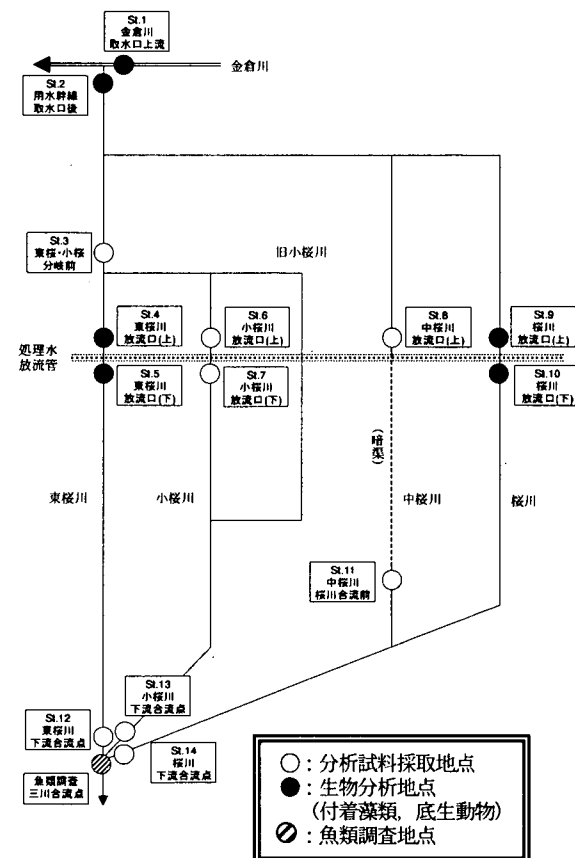 St.1
金倉川
取水口上流
金倉川
St.2
用水幹線
取水口後
St.3
東桜・小桜
分岐前
旧小桜川
St.4
東桜川
放流口(上)
St.6
小桜川
放流口(上)
St.8
中桜川
放流口(上)
St.9
桜川
放流口(上)
処理水
放流管
St.5
東桜川
放流口(下)
St.7
小桜川
放流口(下)
St.10
桜川
放流口(下)
(暗渠)
東桜川
小桜川
中桜川
桜川
St.11
中桜川
桜川合流前
St.13
小桜川
下流合流点
St.12
東桜川
下流合流点
St.14
桜川
下流合流点
魚類調査
三川合流点
○：分析試料採取地点
●：生物分析地点
(付着藻類，底生動物)
：魚類調査地点